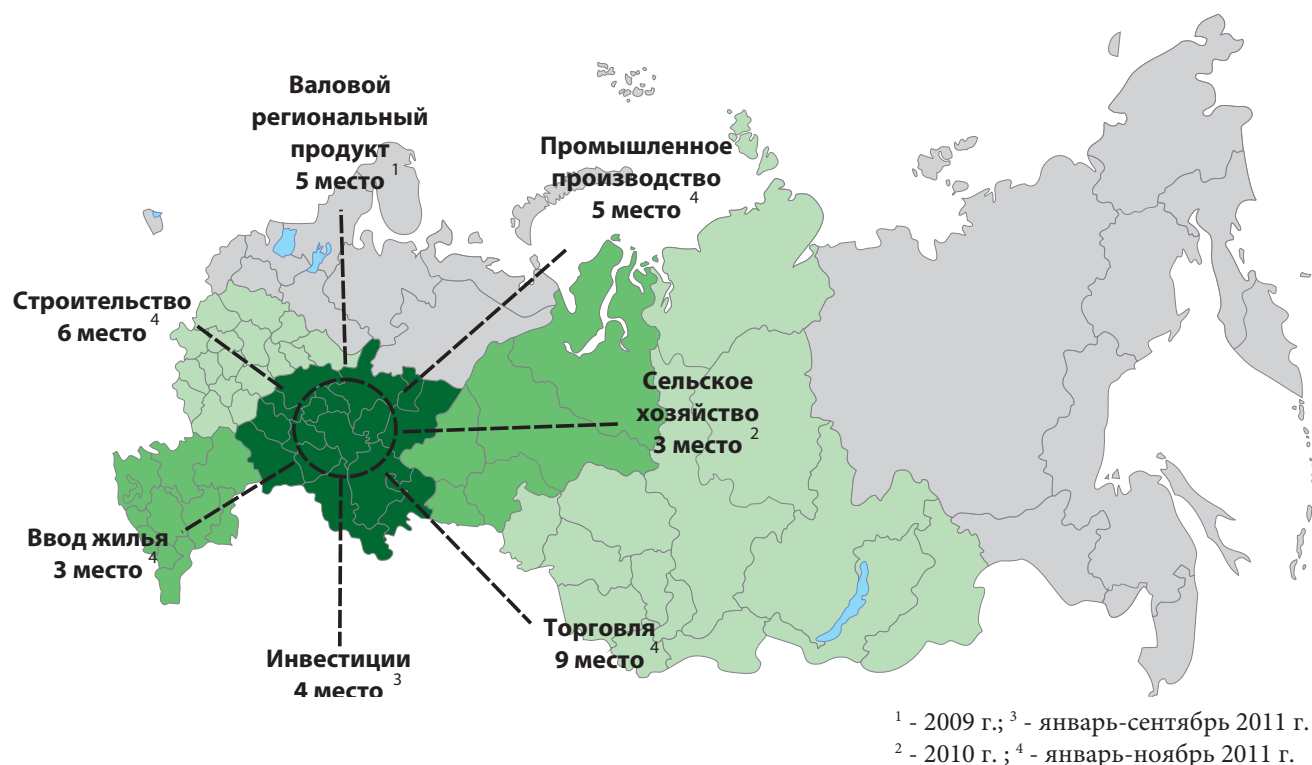 Валовой
региональный
продукт
5 место 1
Промышленное
производство
5 место 4
Строительство
6 место 4
Сельское
хозяйство
3 место 2
Ввод жилья
3 место 4
Торговля
9 место 4
Инвестиции
4 место 3
1 - 2009 г.; 3 - январь-сентябрь 2011 г.
2 - 2010 г. ; 4 - январь-ноябрь 2011 г.